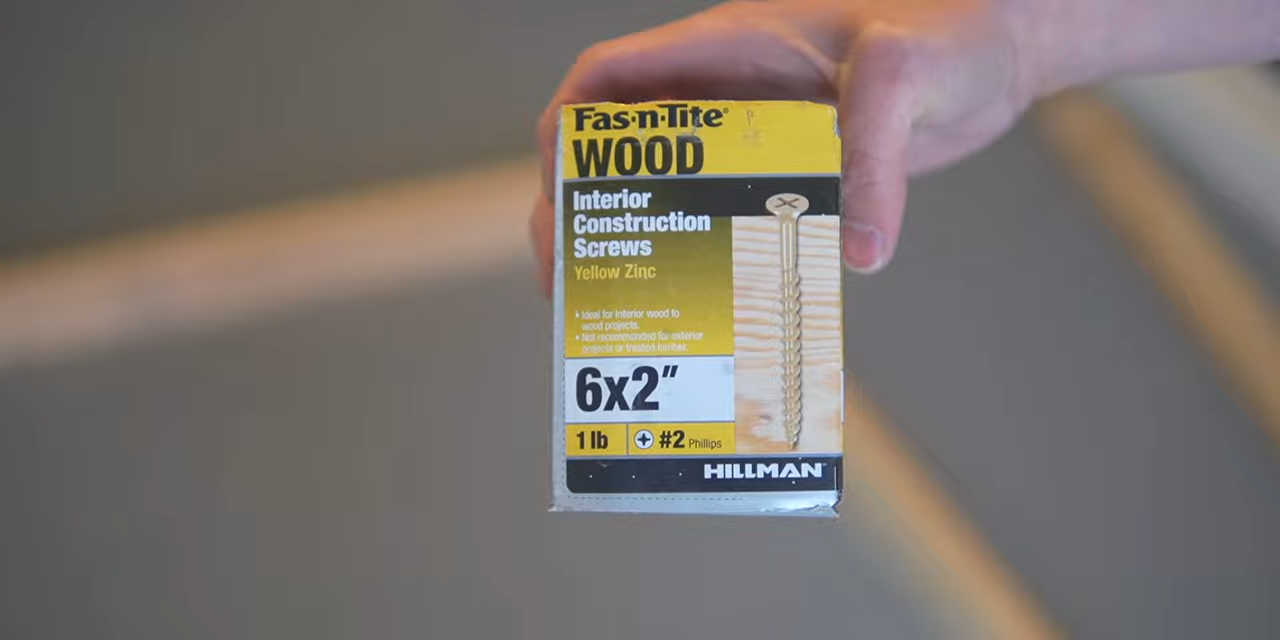 Fas·n·Tite®
WOOD
Interior
Construction
Screws
Yellow Zinc
• Ideal for interior wood to
wood projects.
• Not recommended for exterior
projects or treated lumber.
6x2"
1 lb
#2 Phillips
HILLMAN